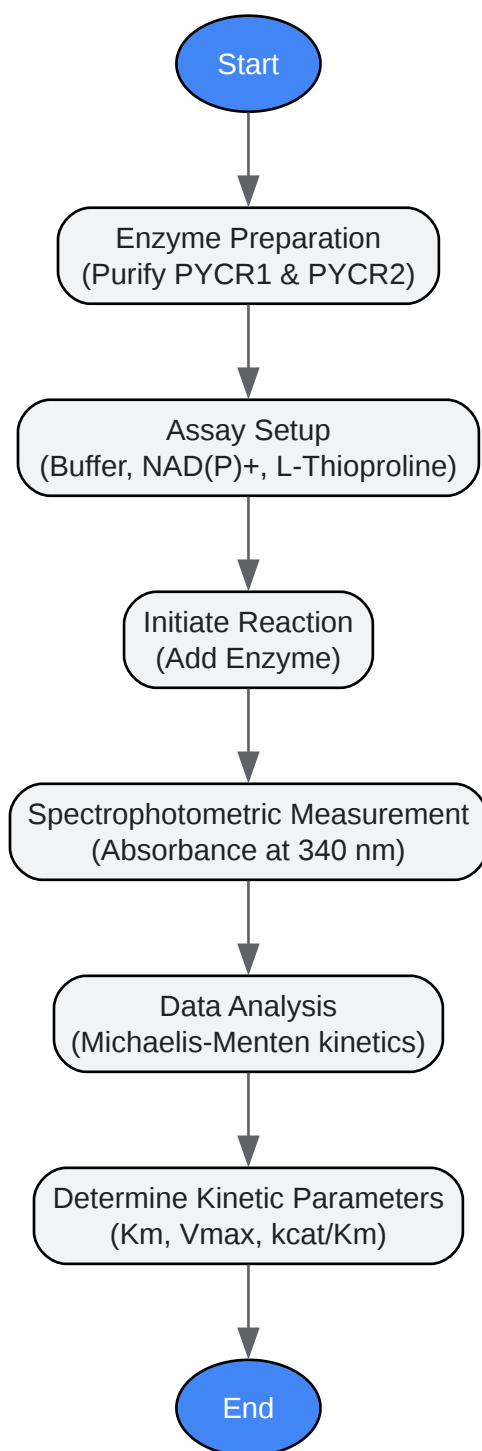 Start
Enzyme Preparation
(Purify PYCR1 & PYCR2)
Assay Setup
(Buffer, NAD(P)+, L-Thioproline)
Initiate Reaction
(Add Enzyme)
Spectrophotometric Measurement
(Absorbance at 340 nm)
Data Analysis
(Michaelis-Menten kinetics)
Determine Kinetic Parameters
(Km, Vmax, kcat/Km)
End